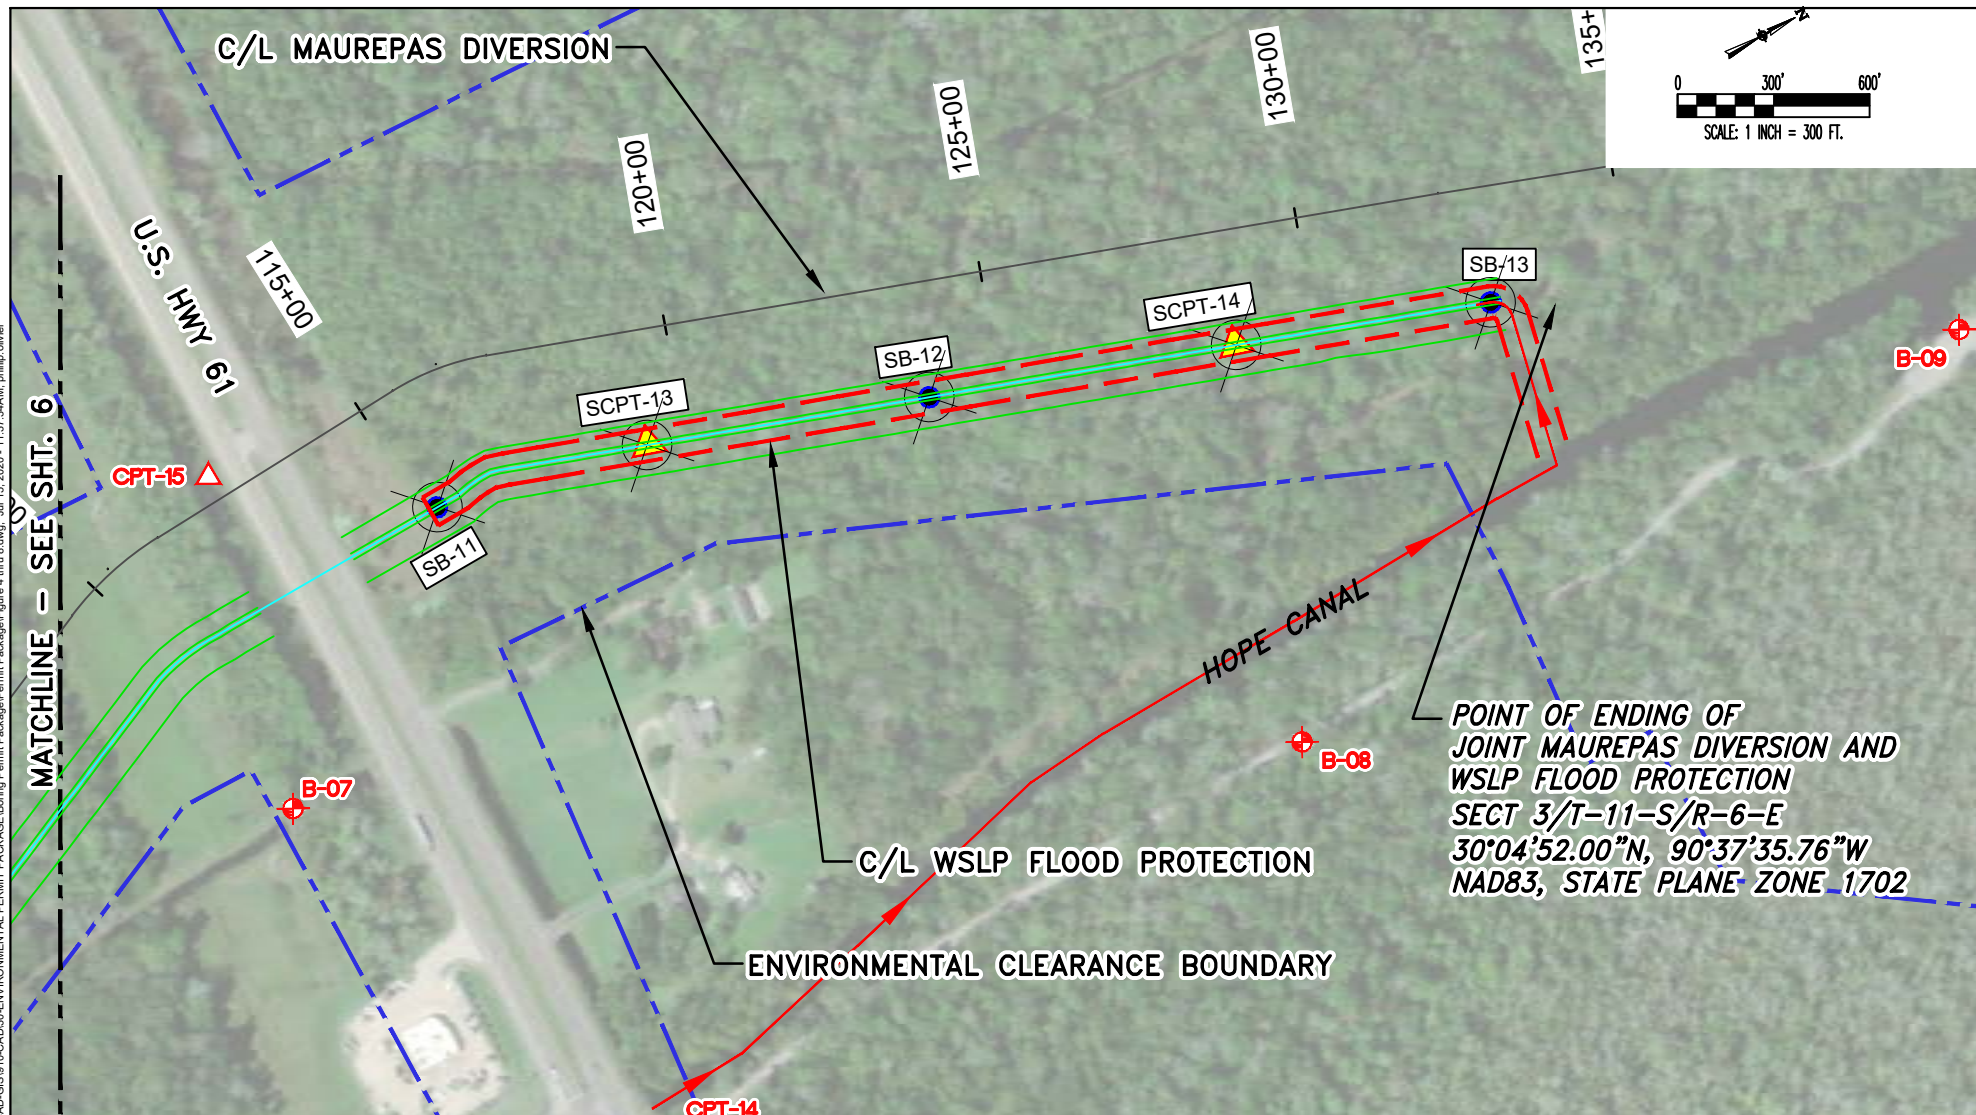 C/L MAUREPAS DIVERSION
115+00
120+00
125+00
130+00
135+
N
0 300' 600'
SCALE: 1 INCH = 300 FT.
U.S. HWY 61
MATCHLINE - SEE SHT. 6
CPT-15
SB-11
SCPT-13
SB-12
SCPT-14
SB-13
B-09
B-07
B-08
HOPE CANAL
POINT OF ENDING OF
JOINT MAUREPAS DIVERSION AND
WSLP FLOOD PROTECTION
SECT 3/T-11-S/R-6-E
30°04'52.00"N, 90°37'35.76"W
NAD83, STATE PLANE ZONE 1702
C/L WSLP FLOOD PROTECTION
ENVIRONMENTAL CLEARANCE BOUNDARY
CPT-14